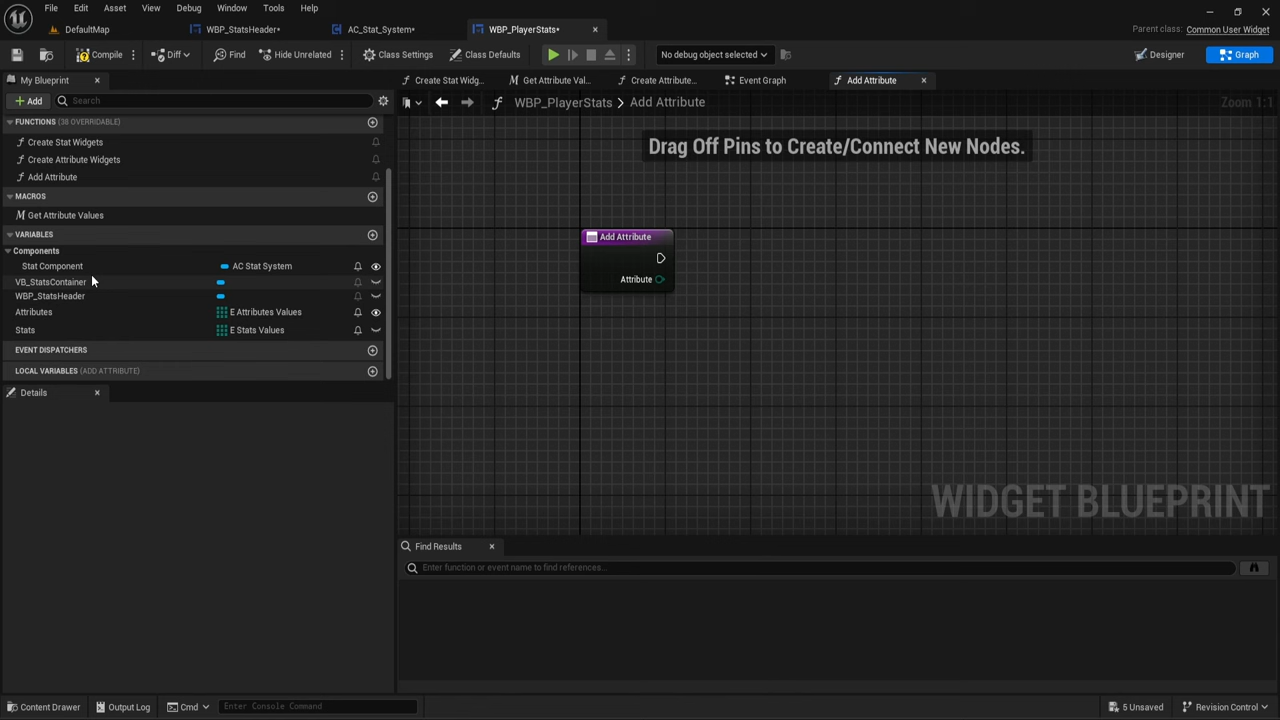 File Edit Asset View Debug Window Tools Help
DefaultMap WBP_StatsHeader* AC_Stat_System* WBP_PlayerStats*
Parent class: Common User Widget
Compile Diff Find Hide Unrelated Class Settings Class Defaults No debug object selected Designer Graph
My Blueprint
Create Stat Widg... Get Attribute Val... Create Attribute... Event Graph Add Attribute
Add Search
WBP_PlayerStats Add Attribute Zoom 1:1
FUNCTIONS (38 OVERRIDABLE)
Create Stat Widgets
Create Attribute Widgets
Add Attribute
MACROS
Get Attribute Values
VARIABLES
Components
Stat Component AC Stat System
VB_StatsContainer
WBP_StatsHeader
Attributes E Attributes Values
Stats E Stats Values
EVENT DISPATCHERS
LOCAL VARIABLES (ADD ATTRIBUTE)
Details
Drag Off Pins to Create/Connect New Nodes.
Add Attribute
Attribute
WIDGET BLUEPRINT
Find Results
Enter function or event name to find references...
Content Drawer Output Log Cmd Enter Console Command 5 Unsaved Revision Control